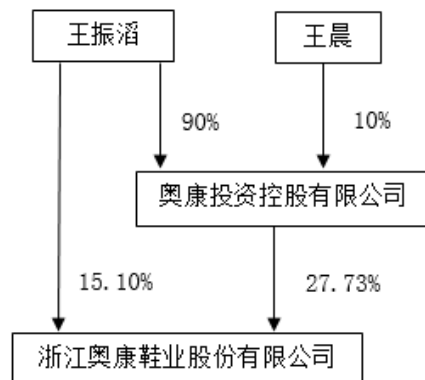 王振滔
王晨
90%
10%
奥康投资控股有限公司
15.10%
27.73%
浙江奥康鞋业股份有限公司